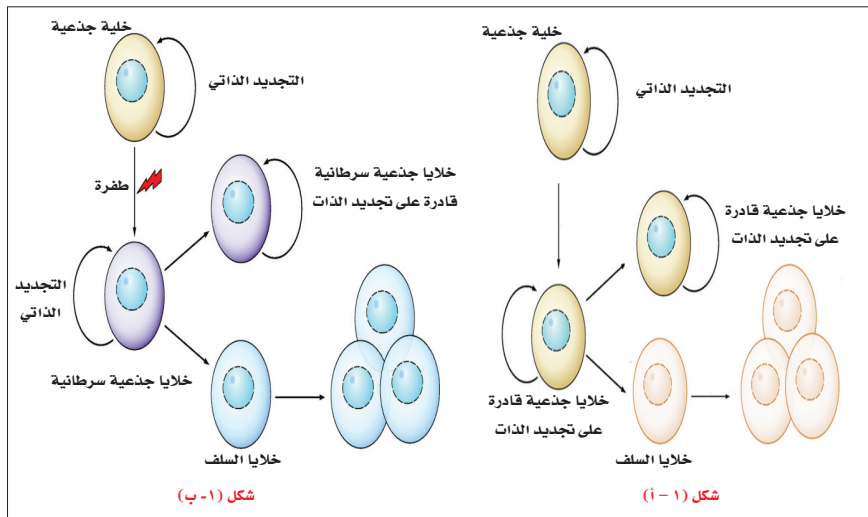 خلية جذعية
التجديد الذاتي
خلايا جذعية قادرة
على تجديد الذات
خلايا جذعية قادرة
على تجديد الذات
خلايا السلف
شكل (١ - أ)
خلية جذعية
التجديد الذاتي
طفرة
خلايا جذعية سرطانية
قادرة على تجديد الذات
التجديد
الذاتي
خلايا جذعية سرطانية
خلايا السلف
شكل (١- ب)